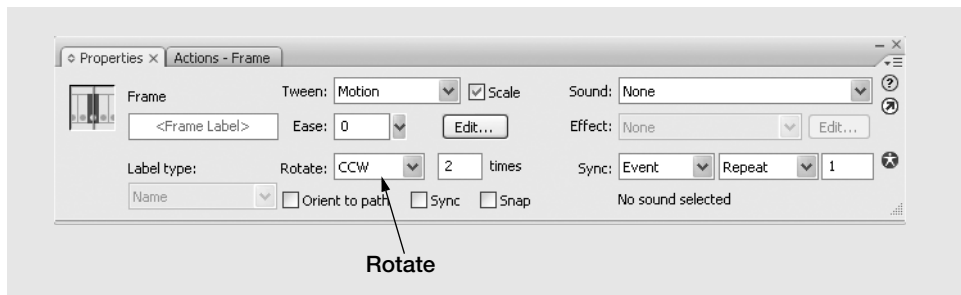 Properties × Actions - Frame
Frame Tween: Motion Scale Sound: None
<Frame Label> Ease: 0 Edit... Effect: None Edit...
Label type: Rotate: CCW 2 times Sync: Event Repeat 1
Name Orient to path Sync Snap No sound selected
Rotate